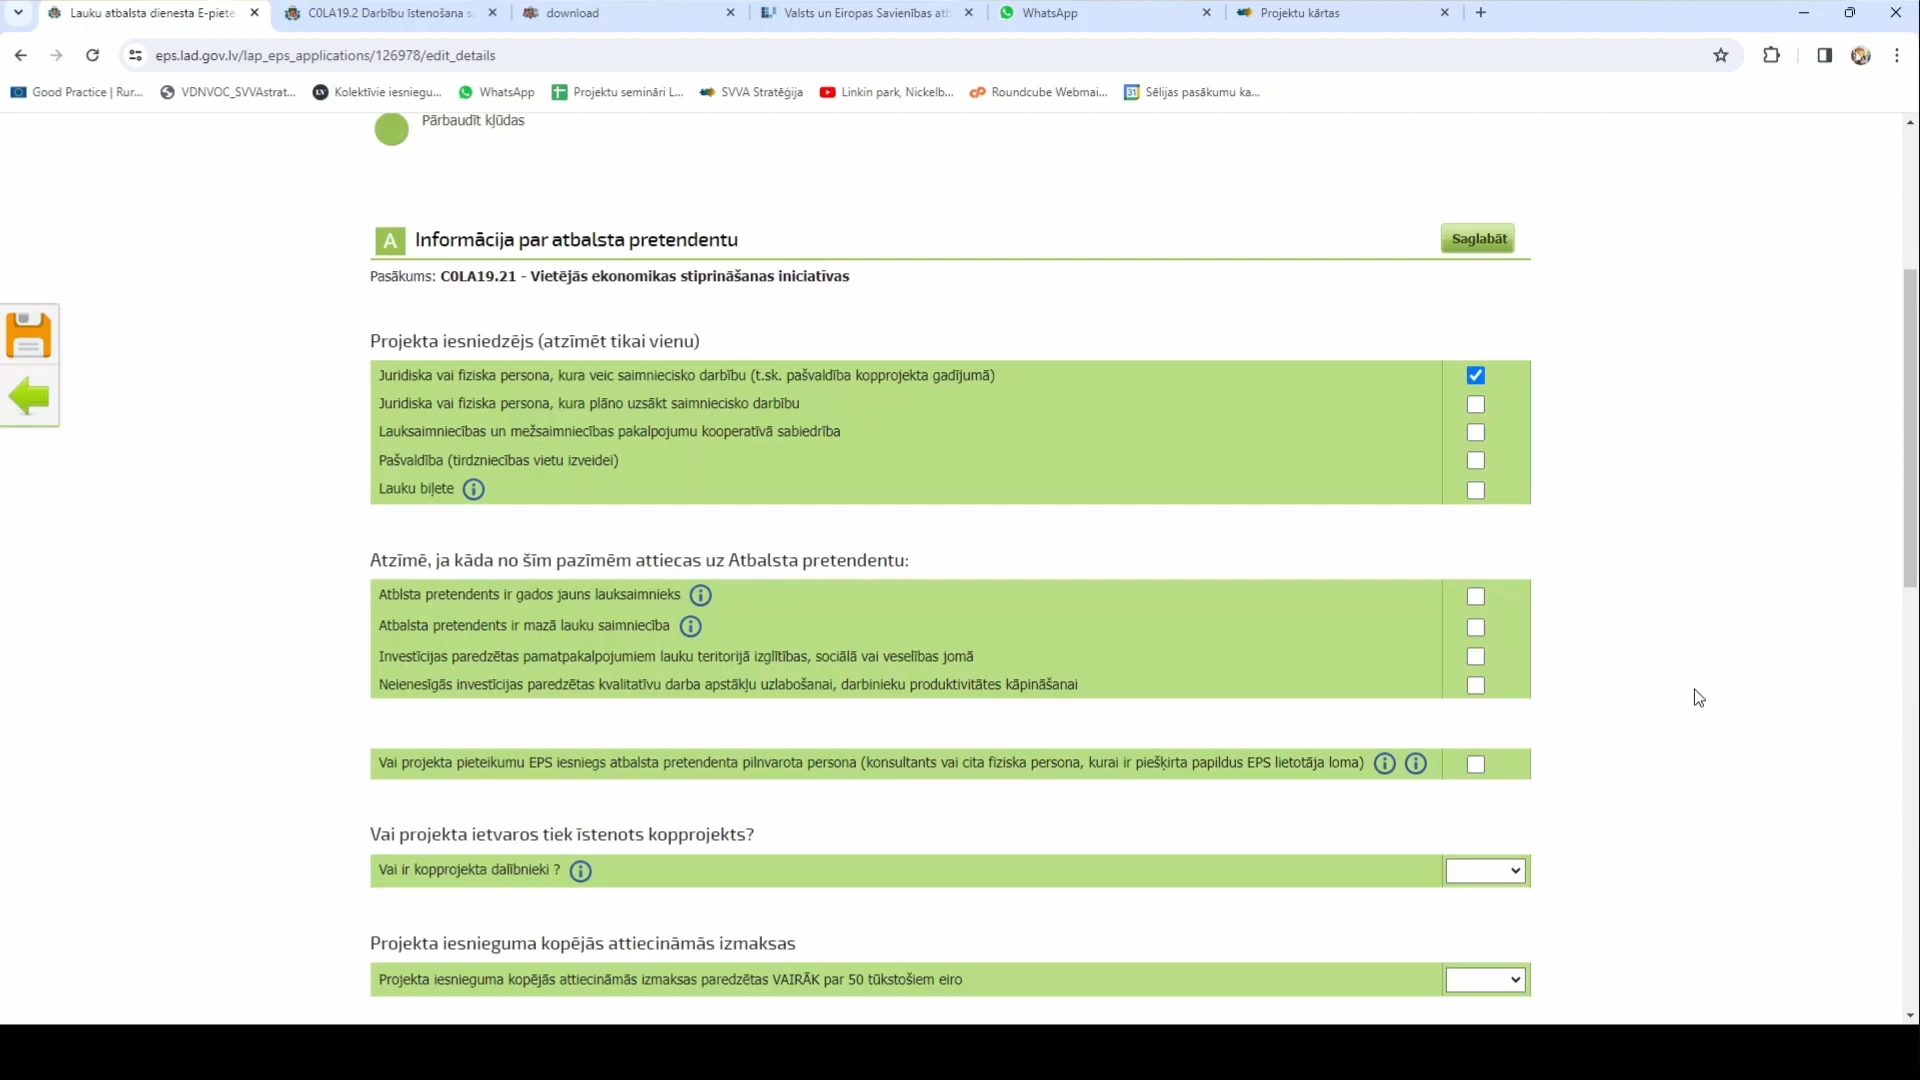 Lauku atbalsta dienesta E-piete
C0LA19.2 Darbību īstenošana sa
download
Valsts un Eiropas Savienības atb
WhatsApp
Projektu kārtas
eps.lad.gov.lv/lap_eps_applications/126978/edit_details
Good Practice | Rur...
VDNVOC_SVVAstrat...
Kolektīvie iesniegu...
WhatsApp
Projektu semināri L...
SVVA Stratēģija
Linkin park, Nickelb...
Roundcube Webmai...
Sēlijas pasākumu ka...
Pārbaudīt kļūdas
A Informācija par atbalsta pretendentu
Saglabāt
Pasākums: C0LA19.21 - Vietējās ekonomikas stiprināšanas iniciatīvas
Projekta iesniedzējs (atzīmēt tikai vienu)
Juridiska vai fiziska persona, kura veic saimniecisko darbību (t.sk. pašvaldība kopprojekta gadījumā)
Juridiska vai fiziska persona, kura plāno uzsākt saimniecisko darbību
Lauksaimniecības un mežsaimniecības pakalpojumu kooperatīvā sabiedrība
Pašvaldība (tirdzniecības vietu izveidei)
Lauku biļete
Atzīmē, ja kāda no šīm pazīmēm attiecas uz Atbalsta pretendentu:
Atblsta pretendents ir gados jauns lauksaimnieks
Atbalsta pretendents ir mazā lauku saimniecība
Investīcijas paredzētas pamatpakalpojumiem lauku teritorijā izglītības, sociālā vai veselības jomā
Neienesīgās investīcijas paredzētas kvalitatīvu darba apstākļu uzlabošanai, darbinieku produktivitātes kāpināšanai
Vai projekta pieteikumu EPS iesniegs atbalsta pretendenta pilnvarota persona (konsultants vai cita fiziska persona, kurai ir piešķirta papildus EPS lietotāja loma)
Vai projekta ietvaros tiek īstenots kopprojekts?
Vai ir kopprojekta dalībnieki ?
Projekta iesnieguma kopējās attiecināmās izmaksas
Projekta iesnieguma kopējās attiecināmās izmaksas paredzētas VAIRĀK par 50 tūkstošiem eiro